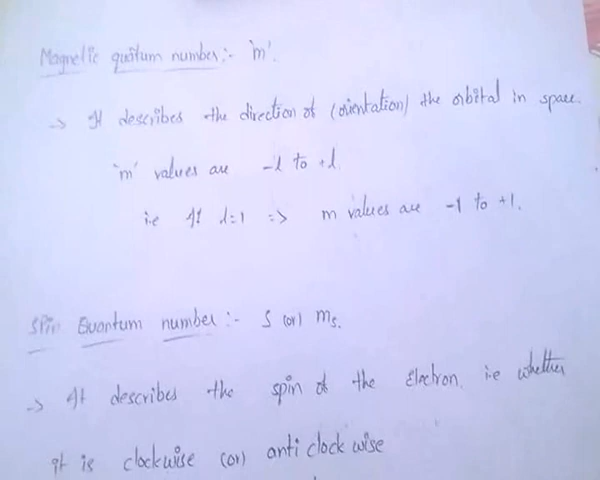 Magnetic quatum number:- 'm'.
→ It describes the direction of (orientation) the orbital in space.
'm' values are -l to +l
i.e If l=1 => m values are -1 to +1.
Spin Quantum number:- S (or) ms.
→ It describes the spin of the Electron. i.e whether
it is clockwise (or) anti clock wise